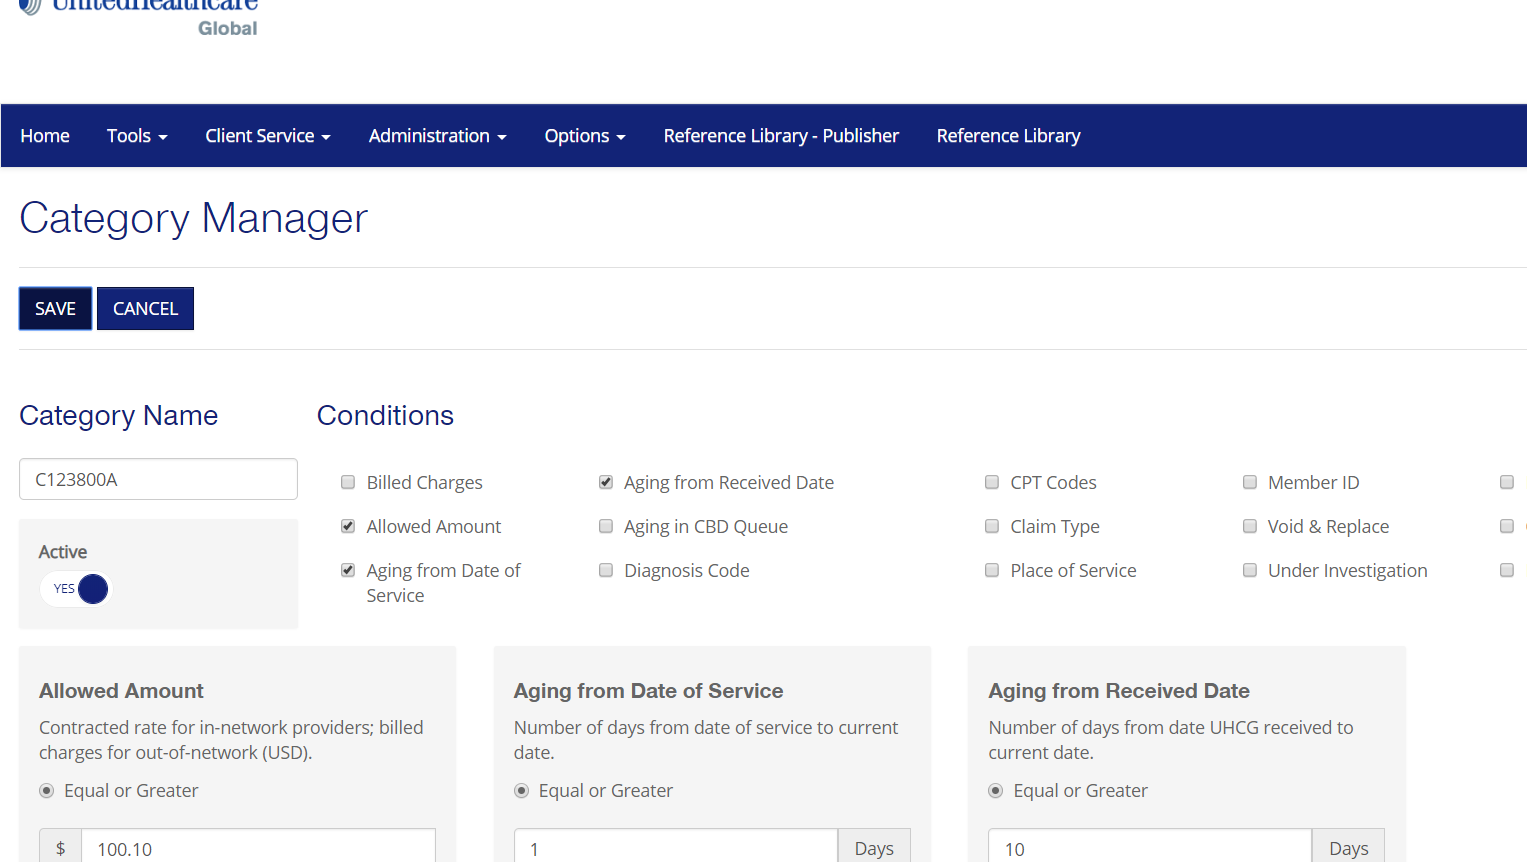 UnitedHealthcare
Global
Home Tools Client Service Administration Options Reference Library - Publisher Reference Library
Category Manager
SAVE CANCEL
Category Name Conditions
C123800A
Billed Charges Aging from Received Date CPT Codes Member ID
Allowed Amount Aging in CBD Queue Claim Type Void & Replace
Aging from Date of Diagnosis Code Place of Service Under Investigation
Service
Active
YES
Allowed Amount
Contracted rate for in-network providers; billed
charges for out-of-network (USD).
Equal or Greater
$ 100.10
Aging from Date of Service
Number of days from date of service to current
date.
Equal or Greater
1 Days
Aging from Received Date
Number of days from date UHCG received to
current date.
Equal or Greater
10 Days